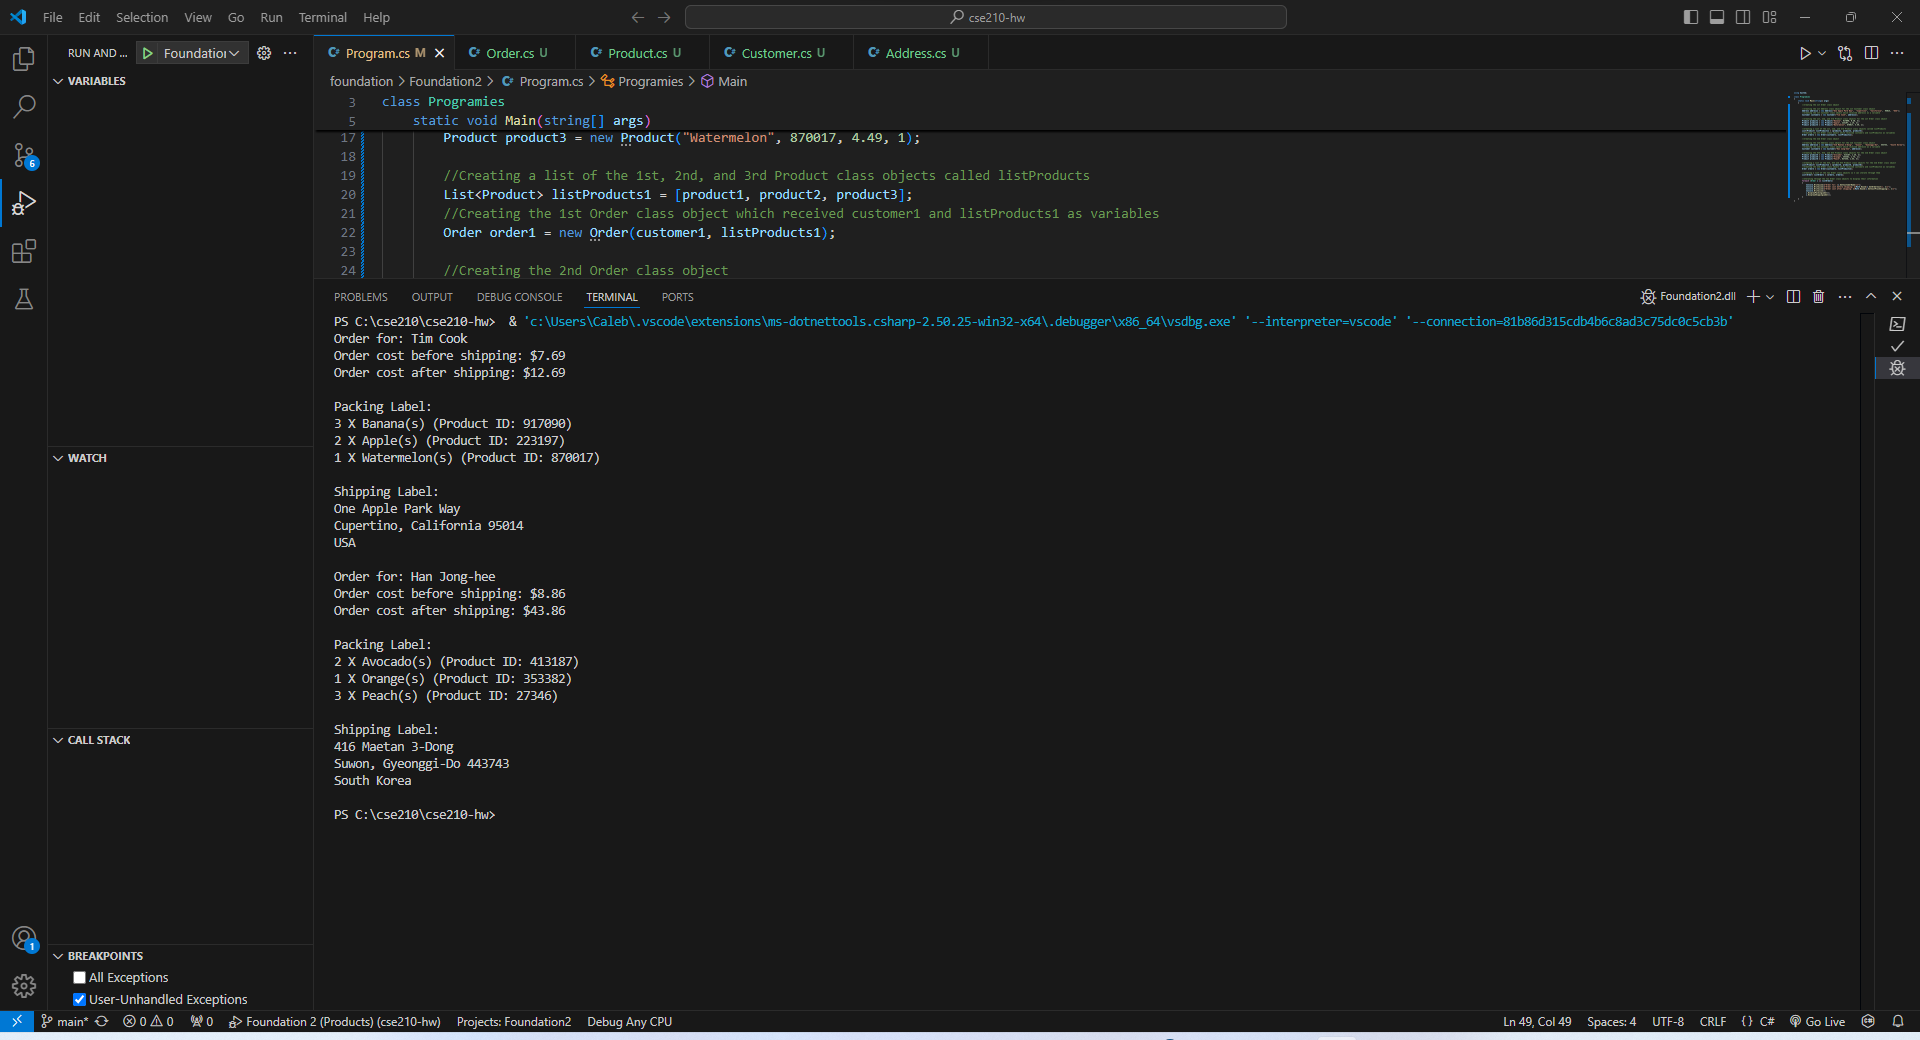 File Edit Selection View Go Run Terminal Help
cse210-hw
RUN AND ... Foundation ...
Program.cs M
Order.cs U
Product.cs U
Customer.cs U
Address.cs U
foundation > Foundation2 > Program.cs > Programies > Main
3 class Programies
5 static void Main(string[] args)
17 Product product3 = new Product("Watermelon", 870017, 4.49, 1);
18
19 //Creating a list of the 1st, 2nd, and 3rd Product class objects called listProducts
20 List<Product> listProducts1 = [product1, product2, product3];
21 //Creating the 1st Order class object which received customer1 and listProducts1 as variables
22 Order order1 = new Order(customer1, listProducts1);
23
24 //Creating the 2nd Order class object
VARIABLES
WATCH
CALL STACK
BREAKPOINTS
All Exceptions
User-Unhandled Exceptions
6
1
PROBLEMS OUTPUT DEBUG CONSOLE TERMINAL PORTS
Foundation2.dll
PS C:\cse210\cse210-hw> & 'c:\Users\Caleb\.vscode\extensions\ms-dotnettools.csharp-2.50.25-win32-x64\.debugger\x86_64\vsdbg.exe' '--interpreter=vscode' '--connection=81b86d315cdb4b6c8ad3c75dc0c5cb3b'
Order for: Tim Cook
Order cost before shipping: $7.69
Order cost after shipping: $12.69
Packing Label:
3 X Banana(s) (Product ID: 917090)
2 X Apple(s) (Product ID: 223197)
1 X Watermelon(s) (Product ID: 870017)
Shipping Label:
One Apple Park Way
Cupertino, California 95014
USA
Order for: Han Jong-hee
Order cost before shipping: $8.86
Order cost after shipping: $43.86
Packing Label:
2 X Avocado(s) (Product ID: 413187)
1 X Orange(s) (Product ID: 353382)
3 X Peach(s) (Product ID: 27346)
Shipping Label:
416 Maetan 3-Dong
Suwon, Gyeonggi-Do 443743
South Korea
PS C:\cse210\cse210-hw>
main* 0 0 0 Foundation 2 (Products) (cse210-hw) Projects: Foundation2 Debug Any CPU Ln 49, Col 49 Spaces: 4 UTF-8 CRLF {} C# Go Live